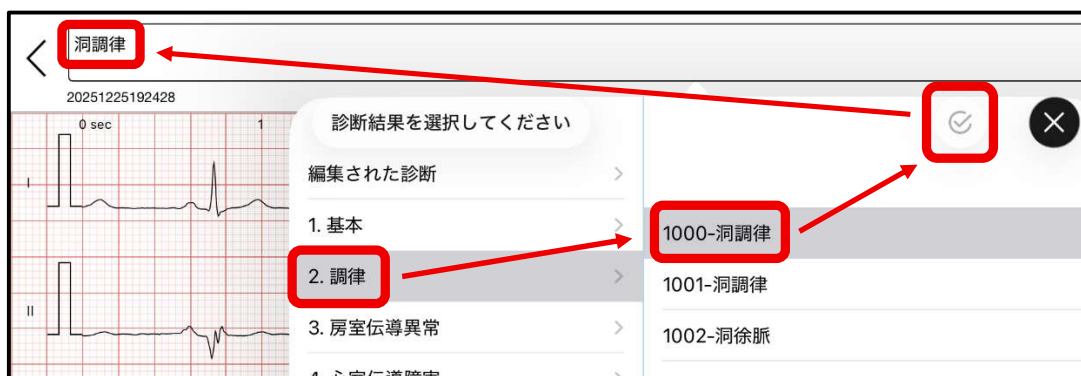 洞調律
20251225192428
0 sec
1
I
II
診断結果を選択してください
編集された診断
1. 基本
2. 調律
3. 房室伝導異常
1000-洞調律
1001-洞調律
1002-洞徐脈